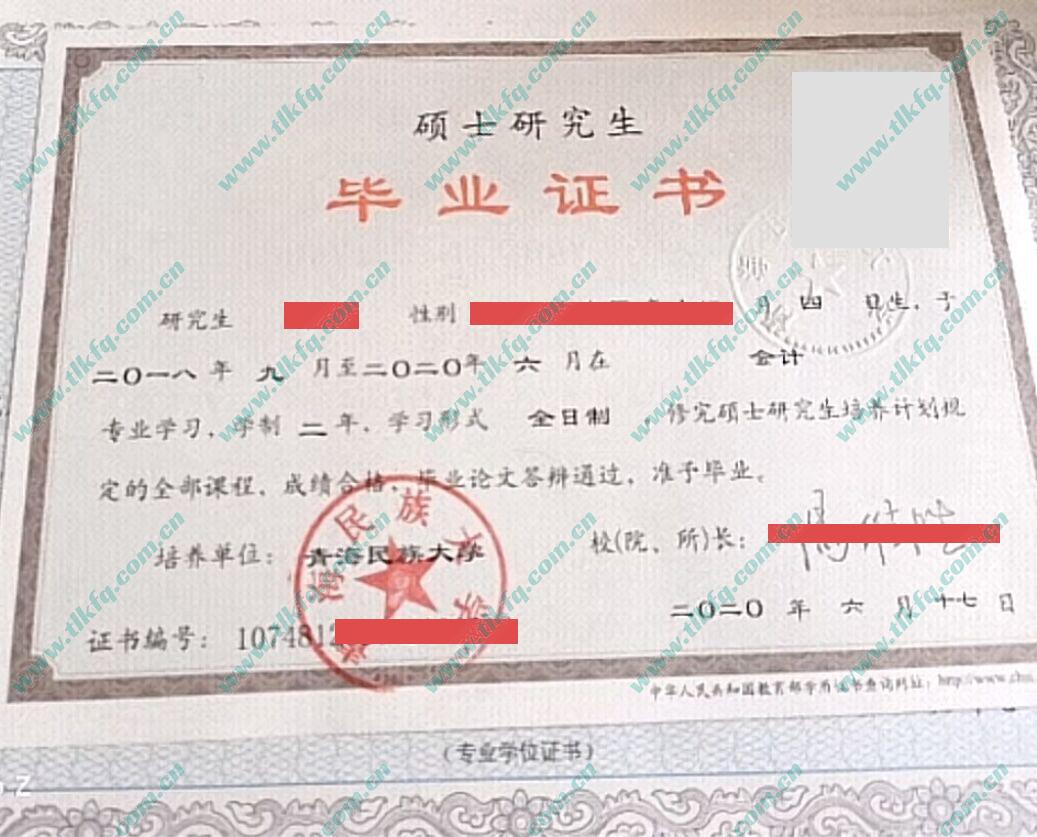 硕士研究生
毕业证书
研究生 性别 月 四 日生，于
二〇一八年 九 月至二〇二〇年 六 月在 会计
专业学习，学制 二 年，学习形式 全日制 ，修完硕士研究生培养计划规
定的全部课程，成绩合格，毕业论文答辩通过，准予毕业。
培养单位： 青海民族大学
校(院、所)长：
证书编号： 1074812
二〇二〇 年 六 月 十七 日
中华人民共和国教育部学历证书查询网址：http://www.chsi.
(专业学位证书)
www.tlkfq.com.cn